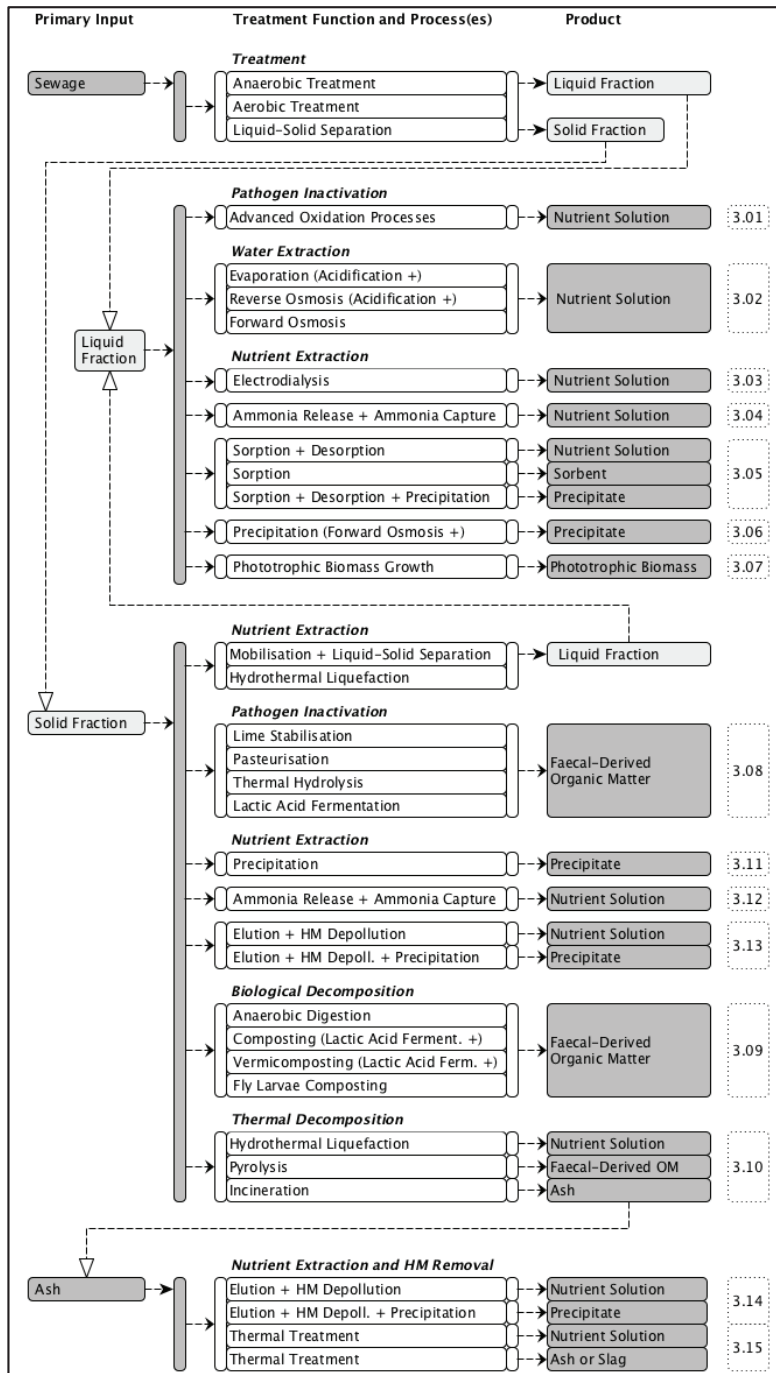 Primary Input
Treatment Function and Process(es)
Product
Treatment
Sewage
Anaerobic Treatment
Liquid Fraction
Aerobic Treatment
Liquid-Solid Separation
Solid Fraction
Pathogen Inactivation
Advanced Oxidation Processes
Nutrient Solution
3.01
Water Extraction
Evaporation (Acidification +)
Reverse Osmosis (Acidification +)
Nutrient Solution
3.02
Forward Osmosis
Liquid
Fraction
Nutrient Extraction
Electrodialysis
Nutrient Solution
3.03
Ammonia Release + Ammonia Capture
Nutrient Solution
3.04
Sorption + Desorption
Nutrient Solution
Sorption
Sorbent
3.05
Sorption + Desorption + Precipitation
Precipitate
Precipitation (Forward Osmosis +)
Precipitate
3.06
Phototrophic Biomass Growth
Phototrophic Biomass
3.07
Nutrient Extraction
Mobilisation + Liquid-Solid Separation
Liquid Fraction
Hydrothermal Liquefaction
Solid Fraction
Pathogen Inactivation
Lime Stabilisation
Pasteurisation
Thermal Hydrolysis
Lactic Acid Fermentation
Faecal-Derived
Organic Matter
3.08
Nutrient Extraction
Precipitation
Precipitate
3.11
Ammonia Release + Ammonia Capture
Nutrient Solution
3.12
Elution + HM Depollution
Nutrient Solution
3.13
Elution + HM Depoll. + Precipitation
Precipitate
Biological Decomposition
Anaerobic Digestion
Composting (Lactic Acid Ferment. +)
Vermicomposting (Lactic Acid Ferm. +)
Fly Larvae Composting
Faecal-Derived
Organic Matter
3.09
Thermal Decomposition
Hydrothermal Liquefaction
Nutrient Solution
Pyrolysis
Faecal-Derived OM
3.10
Incineration
Ash
Nutrient Extraction and HM Removal
Ash
Elution + HM Depollution
Nutrient Solution
3.14
Elution + HM Depoll. + Precipitation
Precipitate
Thermal Treatment
Nutrient Solution
3.15
Thermal Treatment
Ash or Slag